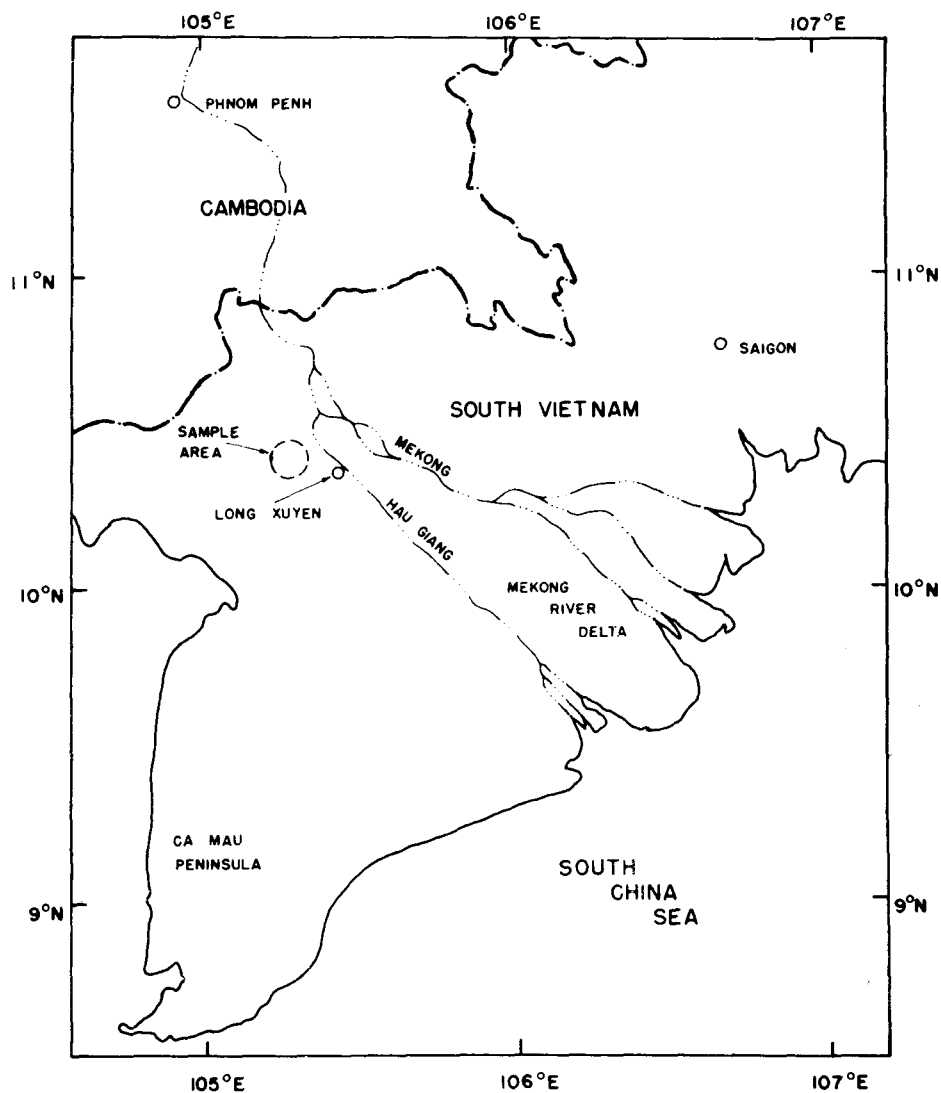 105°E
106°E
107°E
PHNOM PENH
CAMBODIA
11°N
11°N
SAIGON
SOUTH VIETNAM
SAMPLE
AREA
MEKONG
LONG XUYEN
HAU GIANG
10°N
10°N
MEKONG
RIVER
DELTA
CA MAU
PENINSULA
SOUTH
CHINA
SEA
9°N
9°N
105°E
106°E
107°E